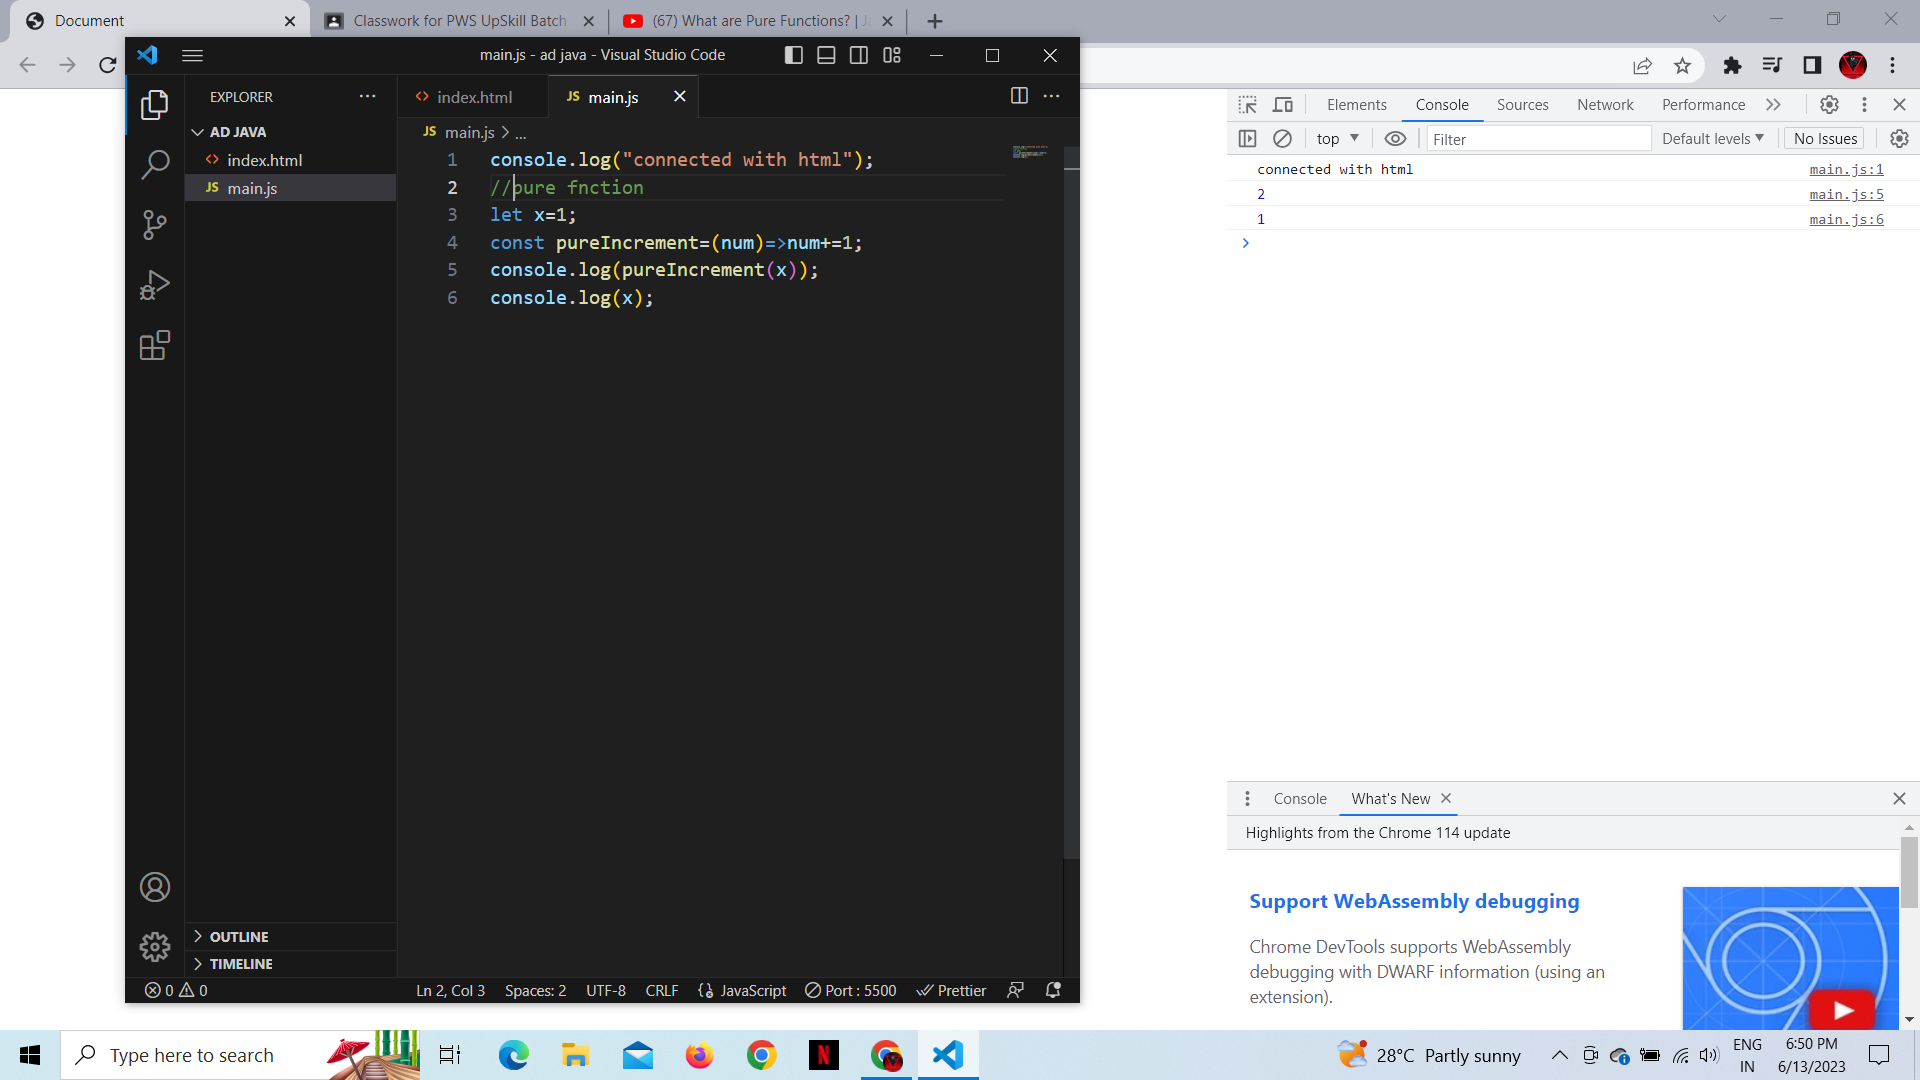 Document
Classwork for PWS UpSkill Batch
(67) What are Pure Functions? | Ja
main.js - ad java - Visual Studio Code
EXPLORER
AD JAVA
index.html
JS main.js
index.html
JS main.js
JS main.js > ...
1 console.log("connected with html");
2 //pure fnction
3 let x=1;
4 const pureIncrement=(num)=>num+=1;
5 console.log(pureIncrement(x));
6 console.log(x);
OUTLINE
TIMELINE
0 0
Ln 2, Col 3 Spaces: 2 UTF-8 CRLF JavaScript Port : 5500 Prettier
Elements Console Sources Network Performance
top Filter Default levels No Issues
connected with html main.js:1
2 main.js:5
1 main.js:6
Console What's New
Highlights from the Chrome 114 update
Support WebAssembly debugging
Chrome DevTools supports WebAssembly
debugging with DWARF information (using an
extension).
Type here to search
N
28°C Partly sunny
ENG
IN
6:50 PM
6/13/2023